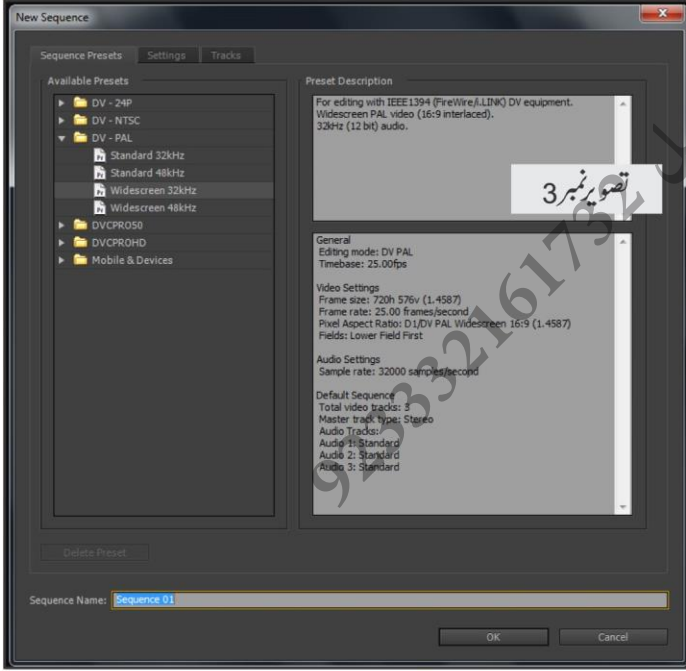 New Sequence
Sequence Presets
Settings
Tracks
Available Presets
DV - 24P
DV - NTSC
DV - PAL
Standard 32kHz
Standard 48kHz
Widescreen 32kHz
Widescreen 48kHz
DVCPRO50
DVCPROHD
Mobile & Devices
Delete Preset
Preset Description
For editing with IEEE1394 (FireWire/i.LINK) DV equipment.
Widescreen PAL video (16:9 interlaced).
32kHz (12 bit) audio.
تصویر نمبر 3
General
Editing mode: DV PAL
Timebase: 25.00fps
Video Settings
Frame size: 720h 576v (1.4587)
Frame rate: 25.00 frames/second
Pixel Aspect Ratio: D1/DV PAL Widescreen 16:9 (1.4587)
Fields: Lower Field First
Audio Settings
Sample rate: 32000 samples/second
Default Sequence
Total video tracks: 3
Master track type: Stereo
Audio Tracks:
Audio 1: Standard
Audio 2: Standard
Audio 3: Standard
923332161732
Sequence Name: Sequence 01
OK
Cancel